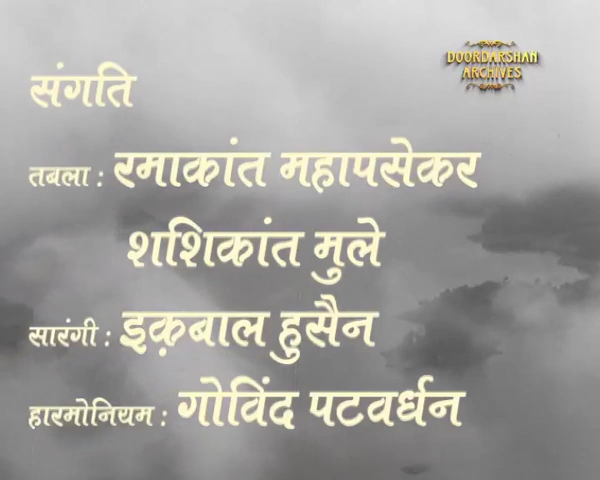 DOORDARSHAN
ARCHIVES
संगति
तबला : रमाकांत महापसेकर
शशिकांत मुले
सारंगी : इक़बाल हुसैन
हारमोनियम : गोविंद पटवर्धन